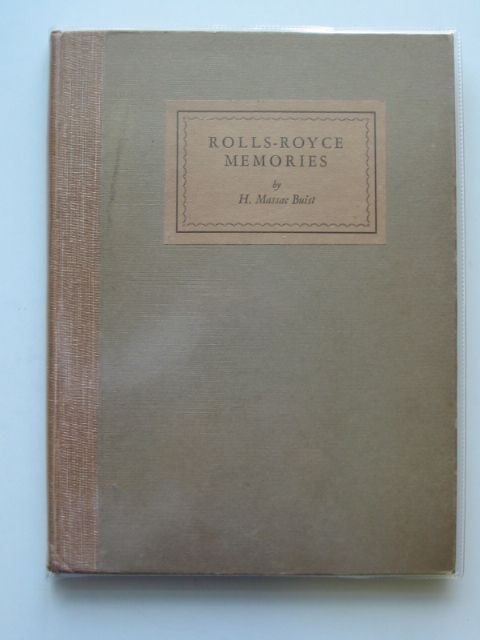 ROLLS-ROYCE
MEMORIES
by
H. Massac Buist